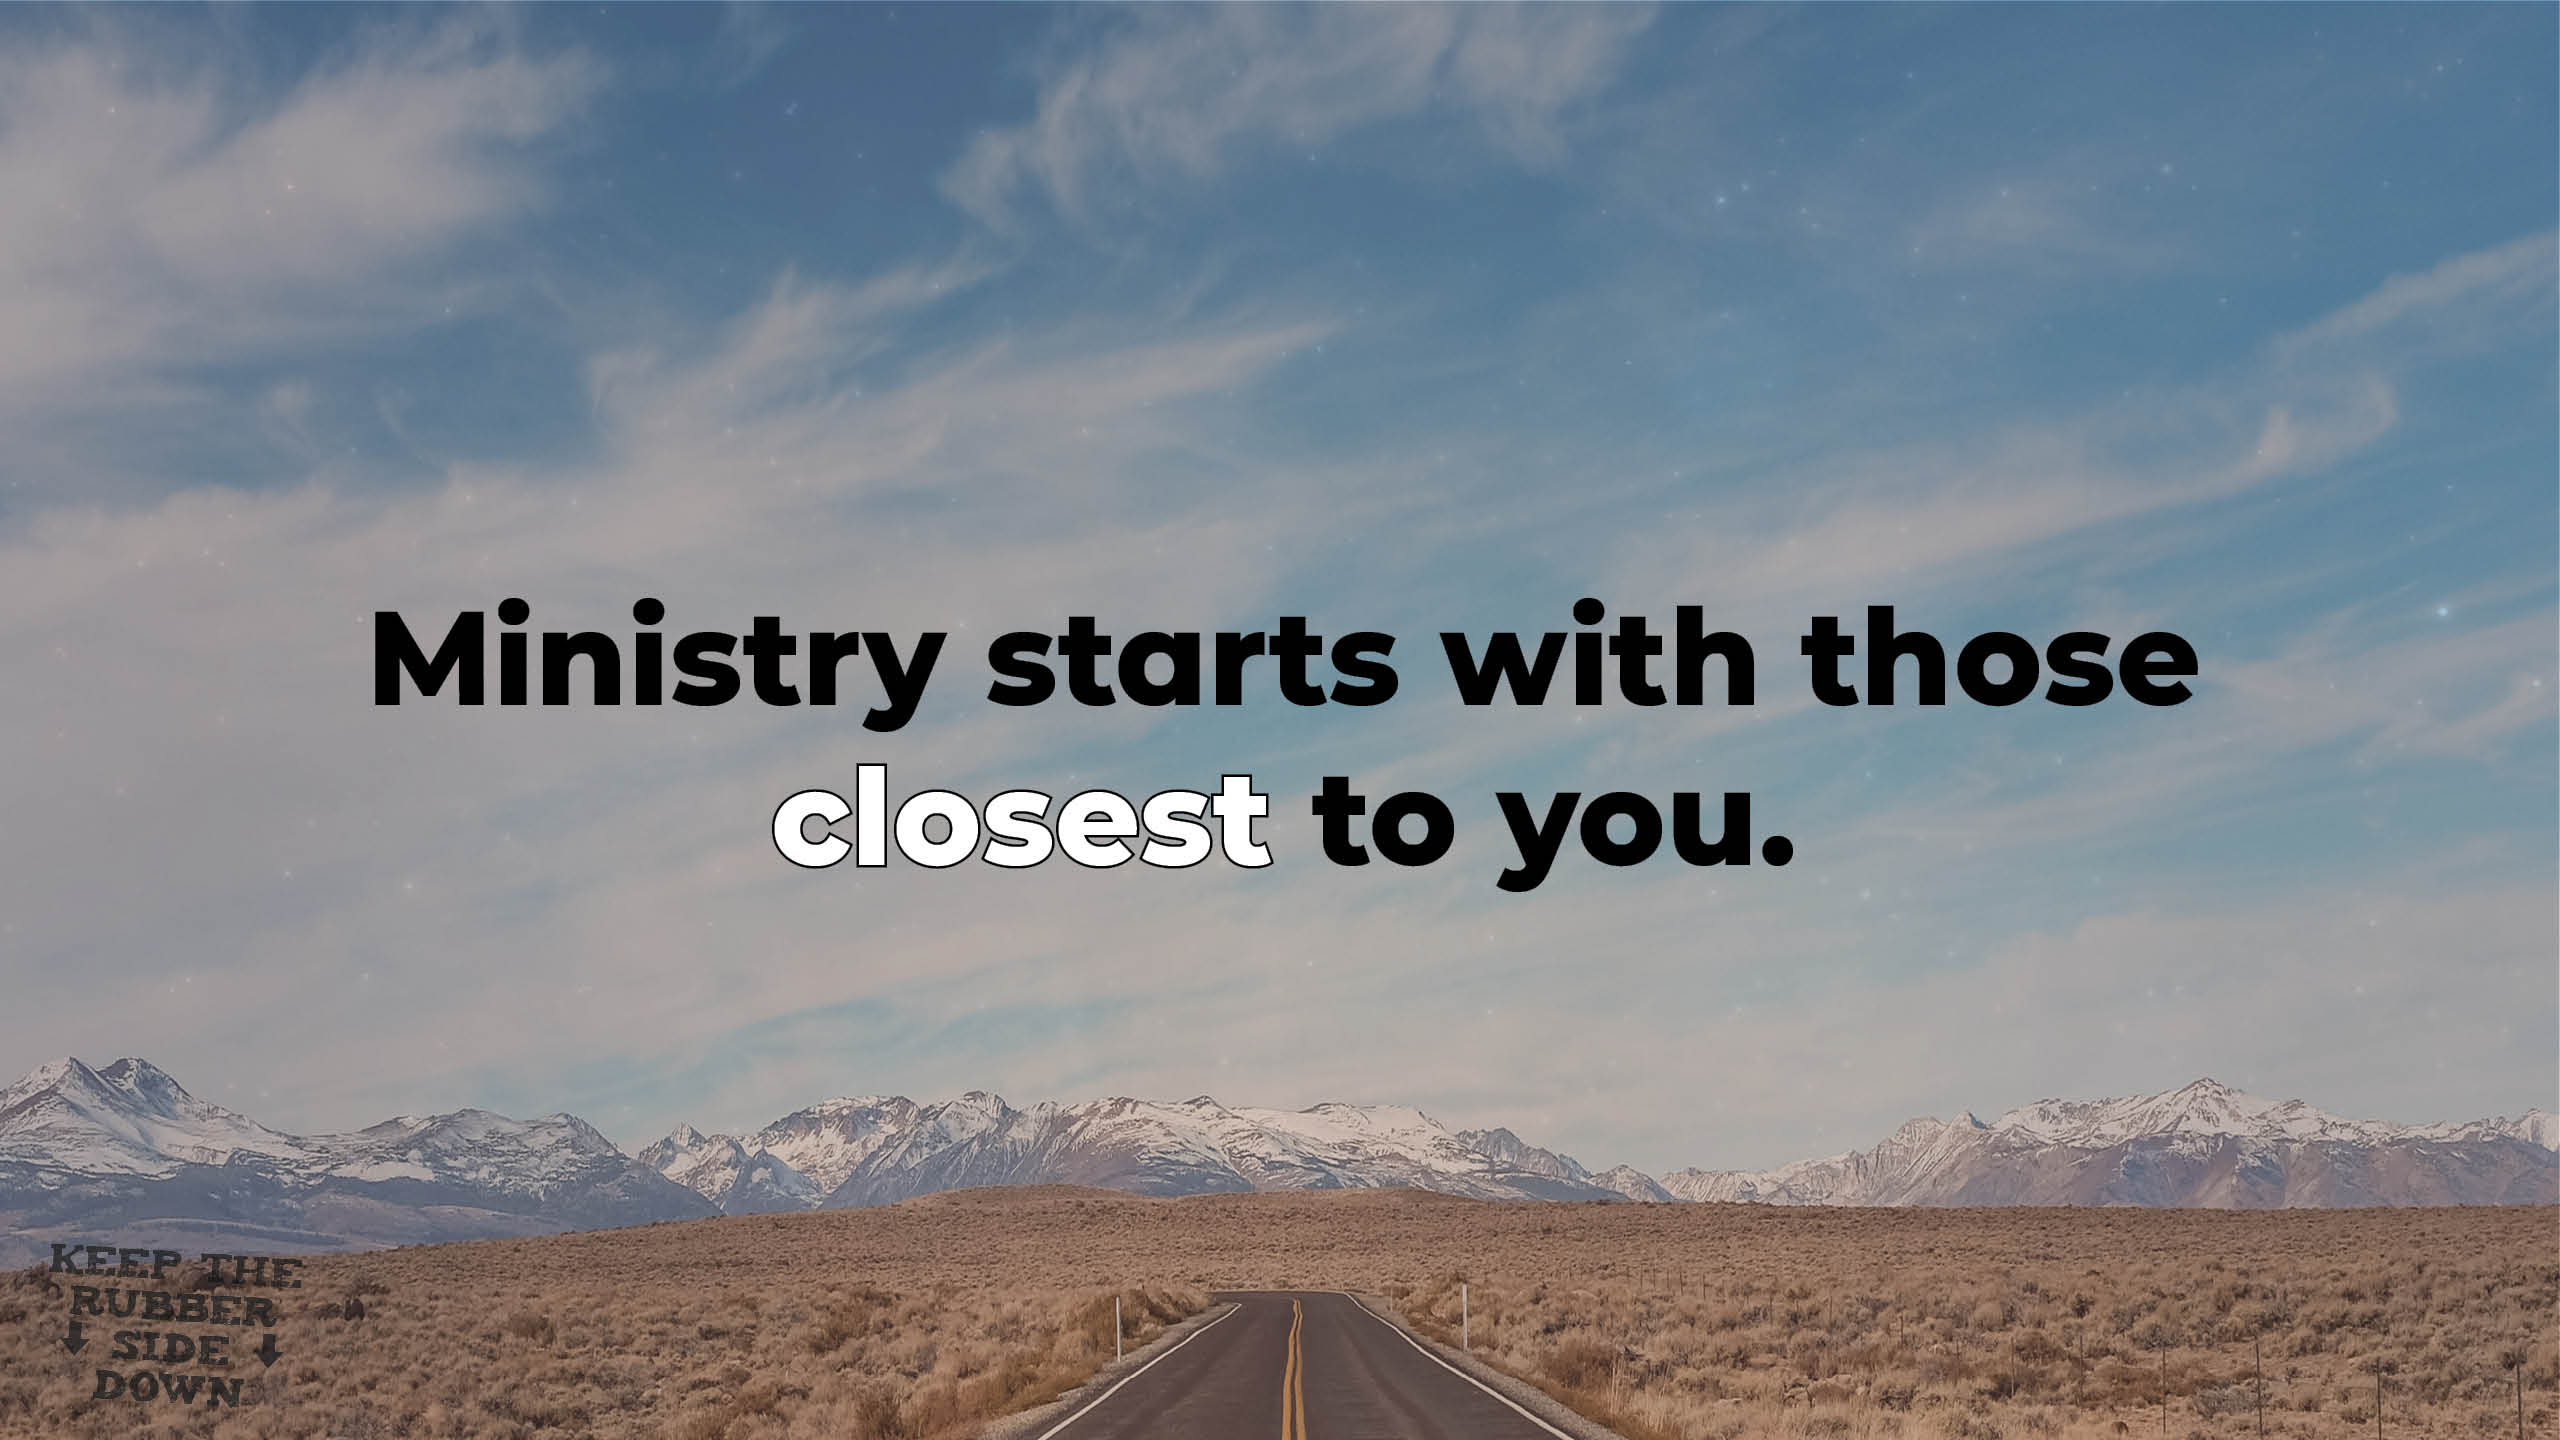 Ministry starts with those
closest to you.
KEEP THE
RUBBER
SIDE
DOWN